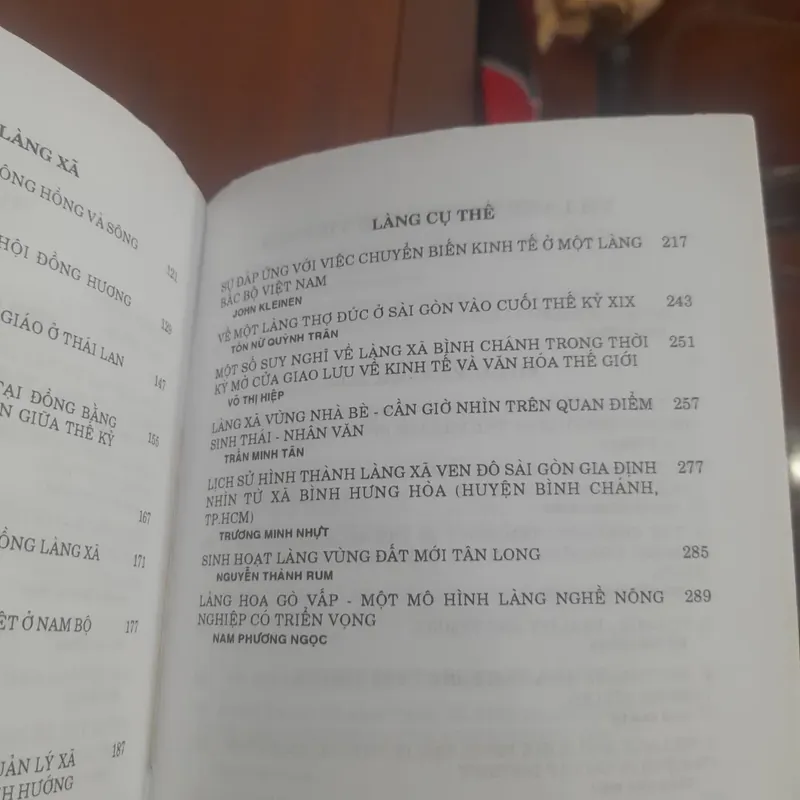 LÀNG XÃ
ÔNG HỒNG VÀ SÔNG
121
HỘI ĐỒNG HƯƠNG
129
GIÁO Ở THÁI LAN
147
TẠI ĐỒNG BẰNG
N GIỮA THẾ KỶ
156
167
ỒNG LÀNG XÃ
171
ỆT Ở NAM BỘ
177
187
UẢN LÝ XÃ
H HƯỚNG
LÀNG CỤ THỂ
SỰ ĐÁP ỨNG VỚI VIỆC CHUYỂN BIẾN KINH TẾ Ở MỘT LÀNG 217
BẮC BỘ VIỆT NAM
JOHN KLEINEN
VỀ MỘT LÀNG THỢ ĐÚC Ở SÀI GÒN VÀO CUỐI THẾ KỶ XIX 243
TÔN NỮ QUỲNH TRÂN
MỘT SỐ SUY NGHĨ VỀ LÀNG XÃ BÌNH CHÁNH TRONG THỜI 251
KỲ MỞ CỬA GIAO LƯU VỀ KINH TẾ VÀ VĂN HÓA THẾ GIỚI
VÕ THỊ HIỆP
LÀNG XÃ VÙNG NHÀ BÈ - CẦN GIỜ NHÌN TRÊN QUAN ĐIỂM 257
SINH THÁI - NHÂN VĂN
TRẦN MINH TÂN
LỊCH SỬ HÌNH THÀNH LÀNG XÃ VEN ĐÔ SÀI GÒN GIA ĐỊNH 277
NHÌN TỪ XÃ BÌNH HƯNG HÒA (HUYỆN BÌNH CHÁNH,
TP.HCM)
TRƯƠNG MINH NHỰT
SINH HOẠT LÀNG VÙNG ĐẤT MỚI TÂN LONG 285
NGUYỄN THÀNH RUM
LÀNG HOA GÒ VẤP - MỘT MÔ HÌNH LÀNG NGHỀ NÔNG 289
NGHIỆP CÓ TRIỂN VỌNG
NAM PHƯƠNG NGỌC